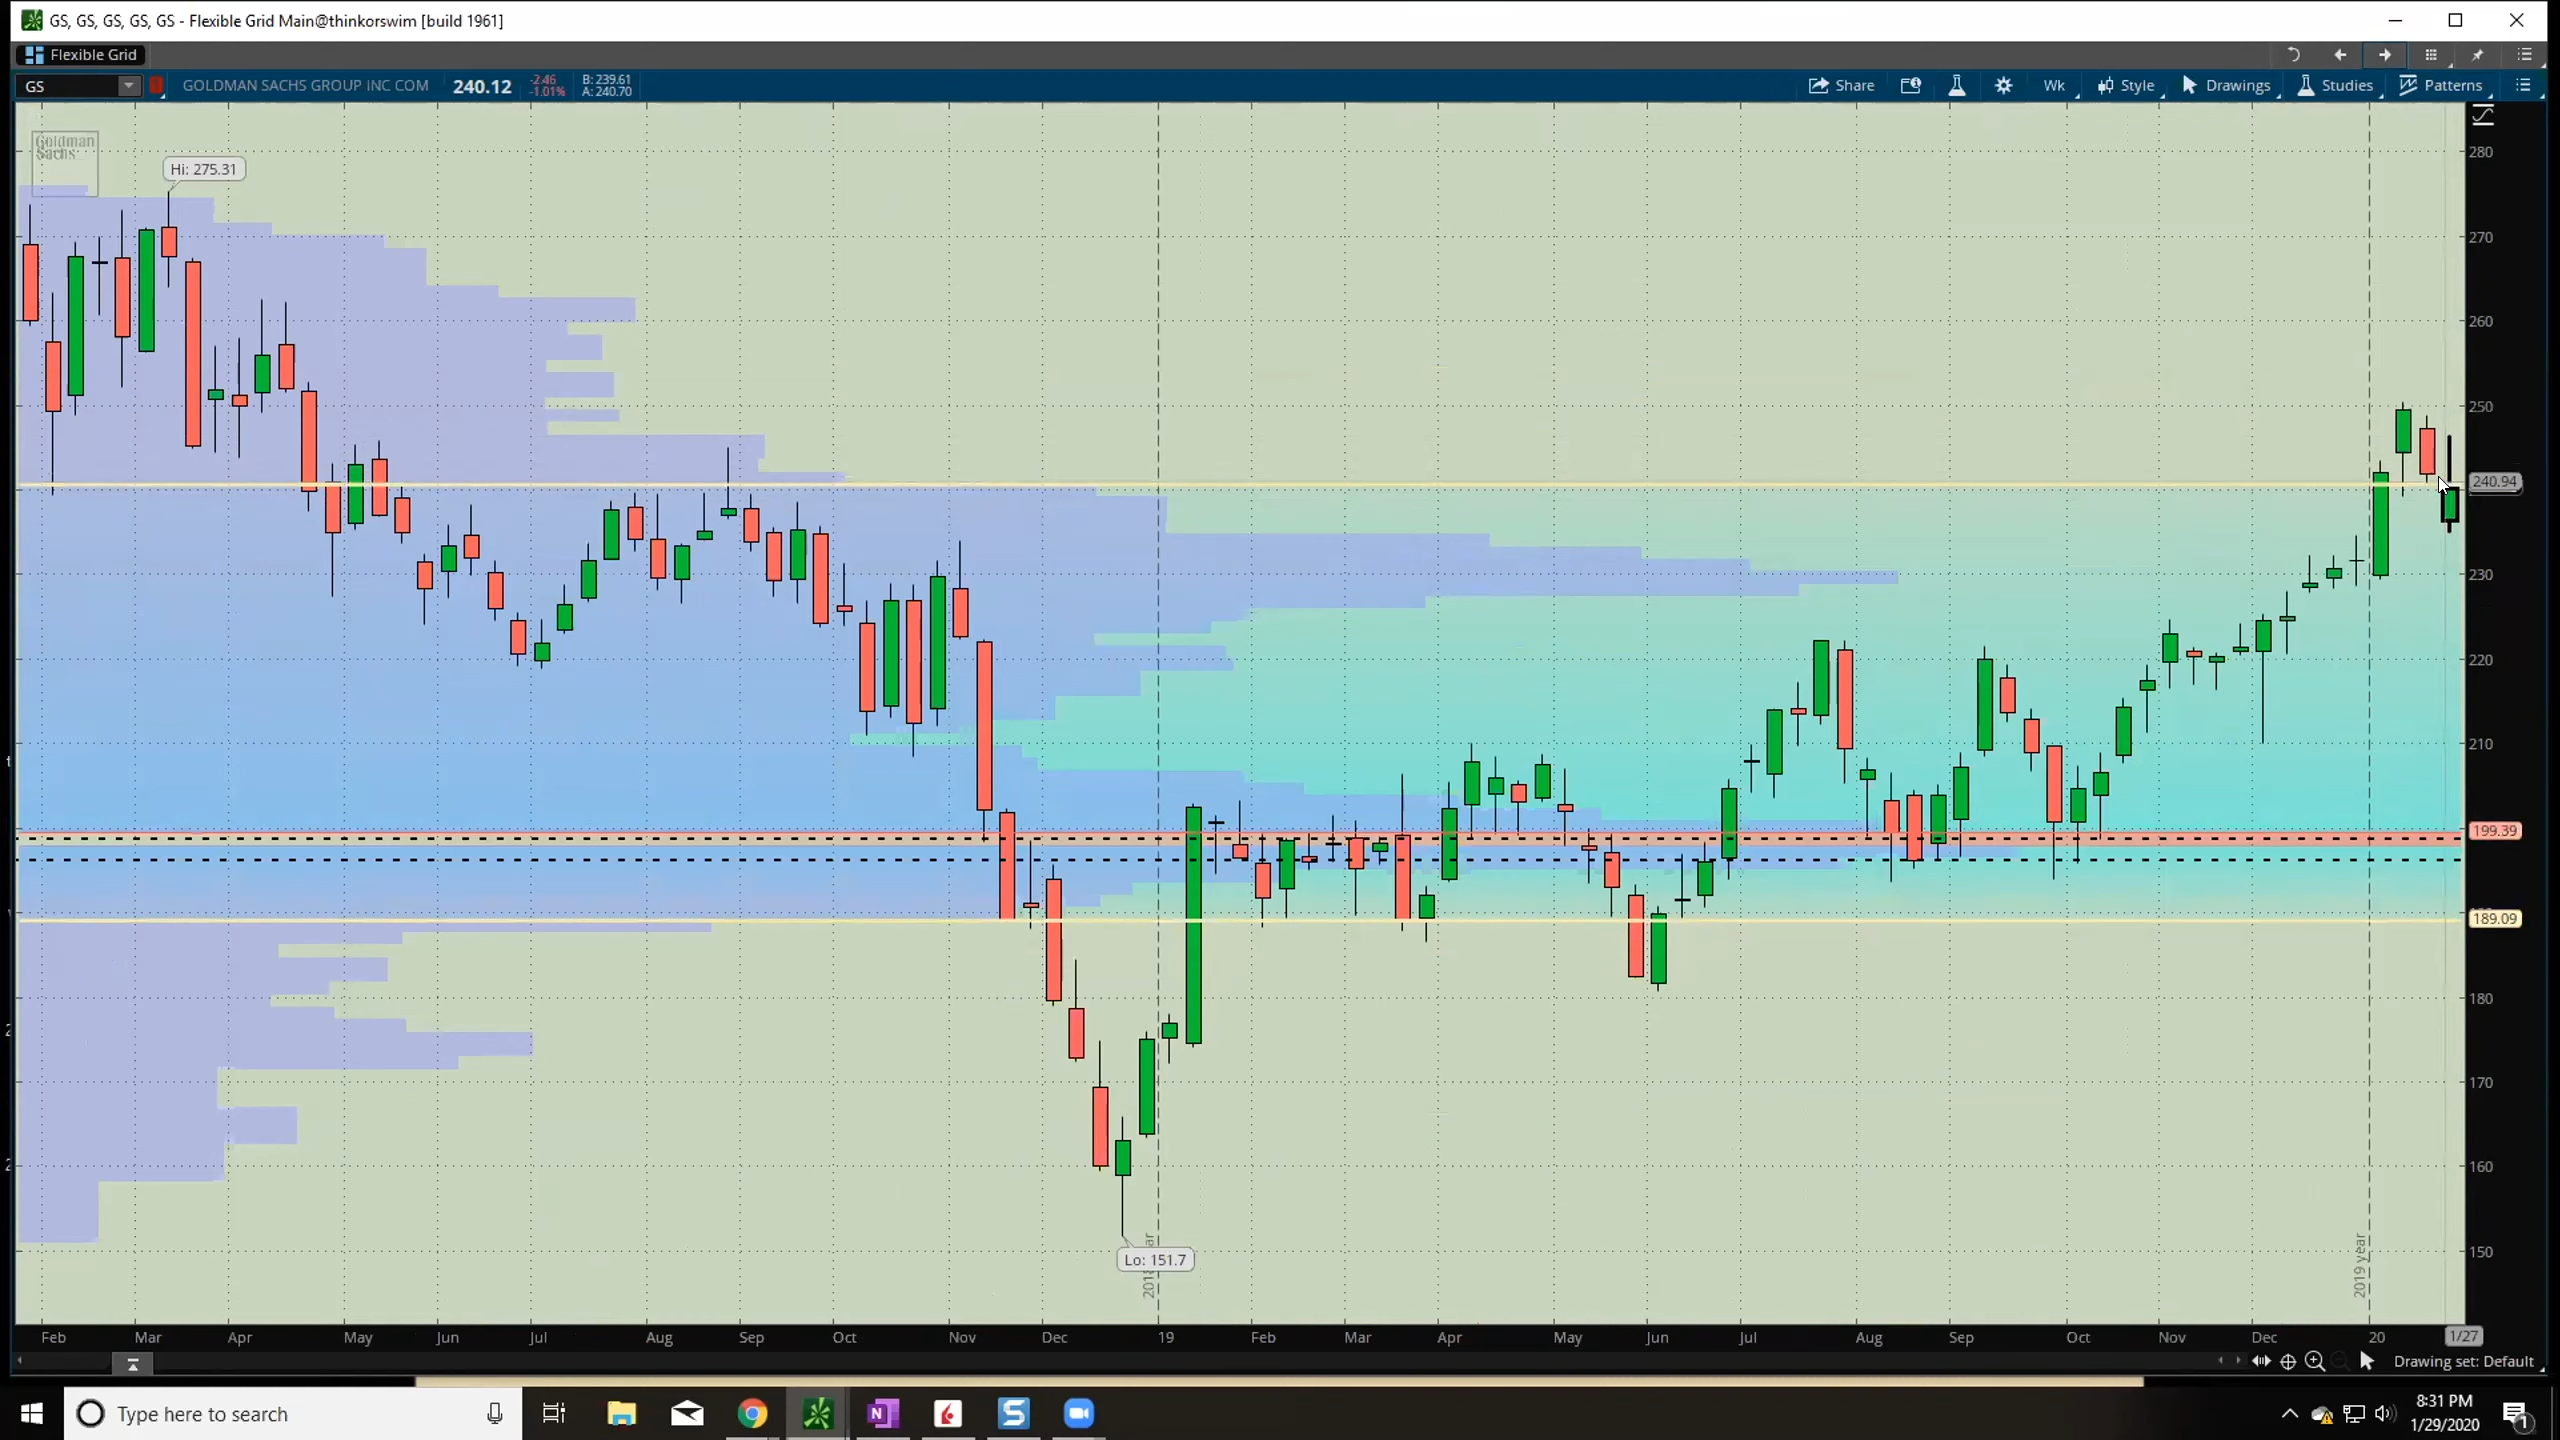 GS, GS, GS, GS, GS - Flexible Grid Main@thinkorswim [build 1961]
Flexible Grid
GS
GOLDMAN SACHS GROUP INC COM
240.12
-2.46
-1.01%
B: 239.61
A: 240.70
Share
Wk
Style
Drawings
Studies
Patterns
Goldman
Sachs
Hi: 275.31
280
270
260
250
240.94
230
220
210
199.39
189.09
180
170
160
150
Lo: 151.7
2019 year
Feb Mar Apr May Jun Jul Aug Sep Oct Nov Dec 19 Feb Mar Apr May Jun Jul Aug Sep Oct Nov Dec 20 1/27
Drawing set: Default
Type here to search
8:31 PM
1/29/2020
1